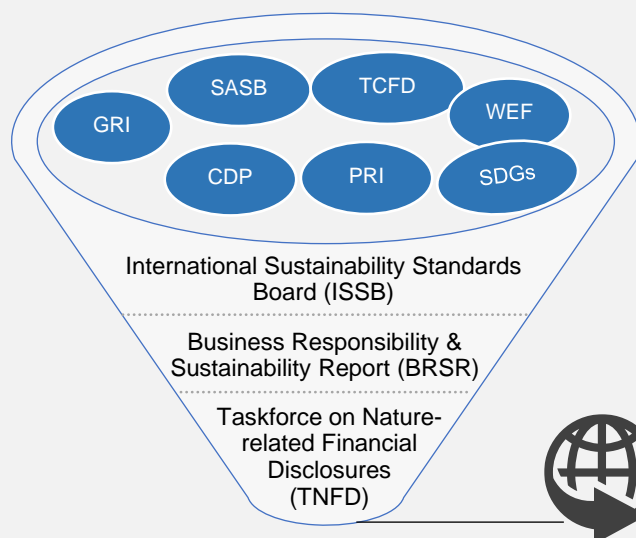 SASB
TCFD
GRI
WEF
CDP
PRI
SDGs
International Sustainability Standards
Board (ISSB)
Business Responsibility &
Sustainability Report (BRSR)
Taskforce on Nature-
related Financial
Disclosures
(TNFD)